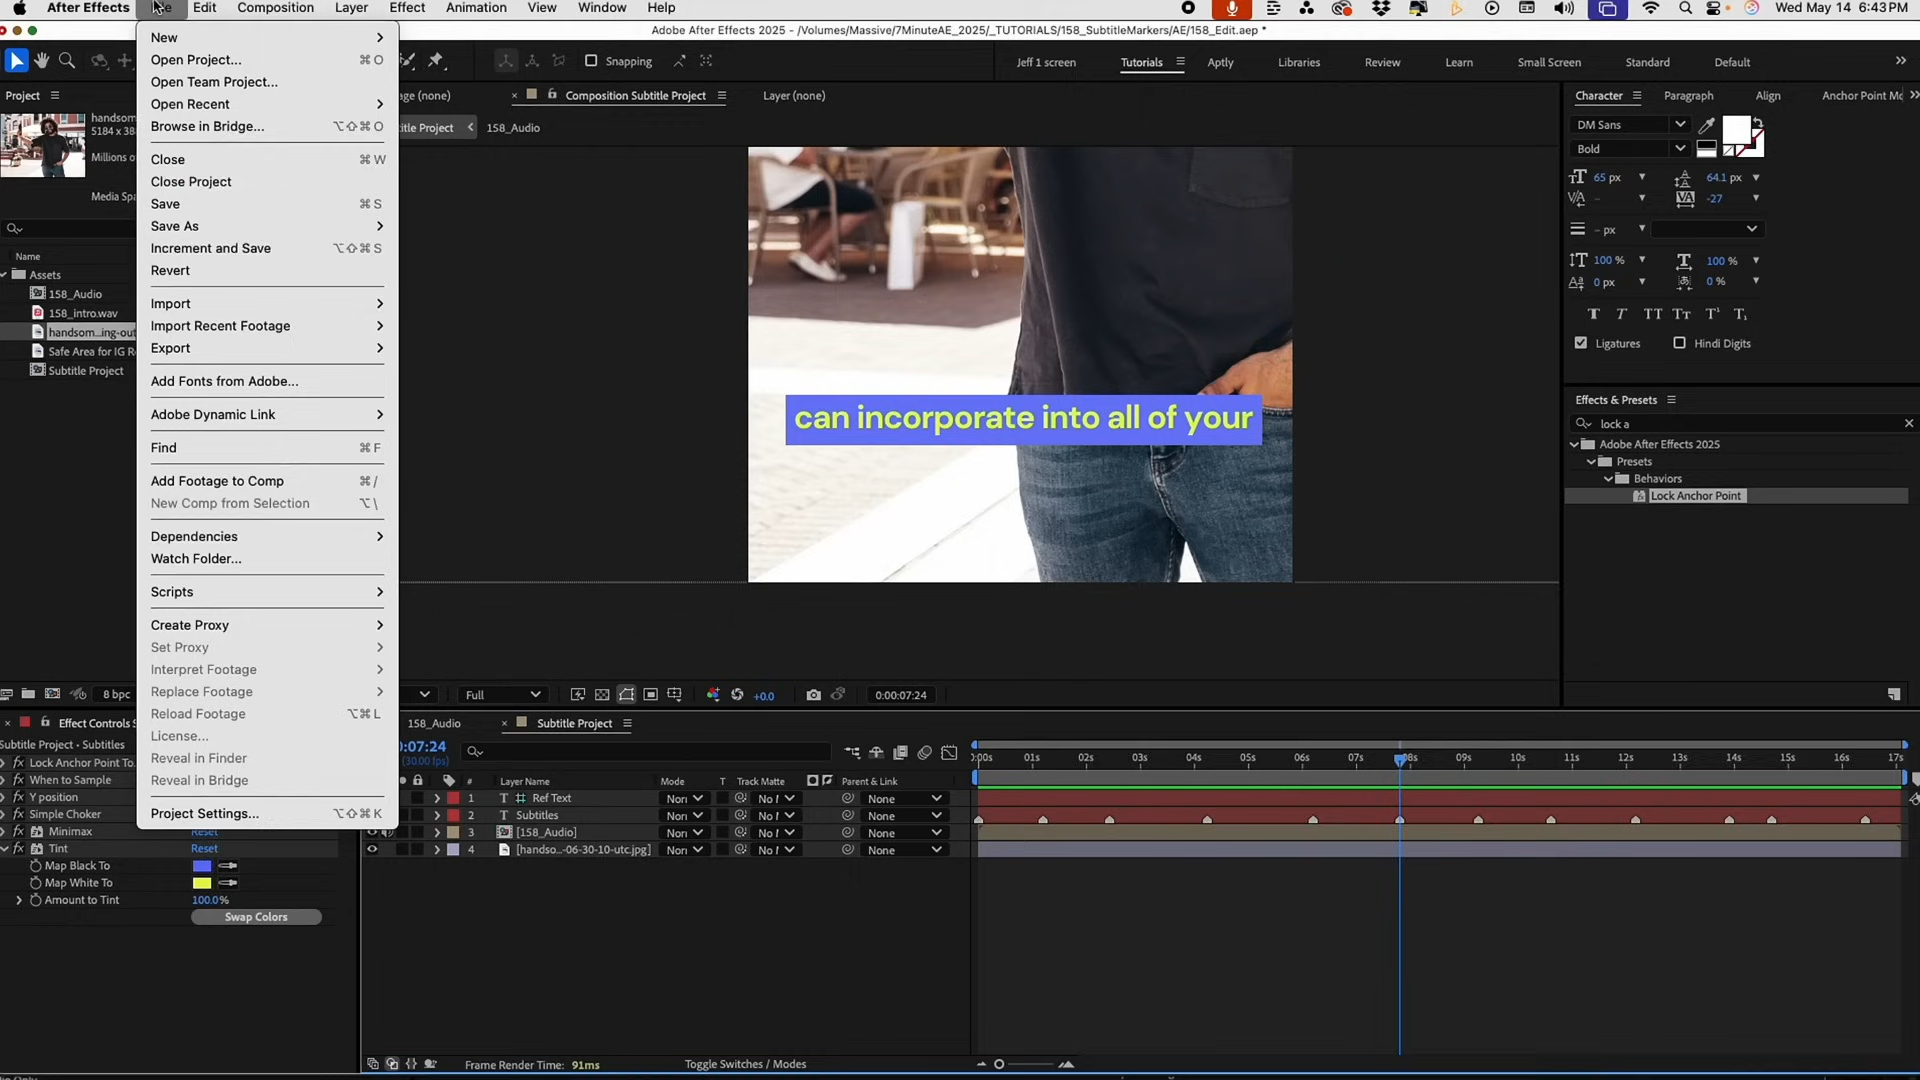 After Effects
Edit
Composition
Layer
Effect
Animation
View
Window
Help
Wed May 14 6:43PM
Adobe After Effects 2025 - /Volumes/Massive/7MinuteAE_2025/_TUTORIALS/158_SubtitleMarkers/AE/158_Edit.aep *
New
Open Project... ⌘O
Open Team Project...
Open Recent
Browse in Bridge... ⌥⇧⌘O
Close ⌘W
Close Project
Save ⌘S
Save As
Increment and Save ⌥⇧⌘S
Revert
Import
Import Recent Footage
Export
Add Fonts from Adobe...
Adobe Dynamic Link
Find ⌘F
Add Footage to Comp ⌘/
New Comp from Selection ⌥\
Dependencies
Watch Folder...
Scripts
Create Proxy
Set Proxy
Interpret Footage
Replace Footage
Reload Footage ⌥⌘L
License...
Reveal in Finder
Reveal in Bridge
Project Settings... ⌥⇧⌘K
Snapping
Jeff 1 screen
Tutorials
Aptly
Libraries
Review
Learn
Small Screen
Standard
Default
Project
handsom
5184 x 38
Millions o
Media Spa
Name
Assets
158_Audio
158_intro.wav
handsom...ing-out
Safe Area for IG R
Subtitle Project
8 bpc
age (none)
Composition Subtitle Project
Layer (none)
title Project
158_Audio
can incorporate into all of your
Full
+0.0
0:00:07:24
Character
Paragraph
Align
Anchor Point Mo
DM Sans
Bold
65 px
64.1 px
-27
- px
100 %
100 %
0 px
0 %
Ligatures
Hindi Digits
Effects & Presets
lock a
Adobe After Effects 2025
Presets
Behaviors
Lock Anchor Point
Effect Controls S
Subtitle Project • Subtitles
Lock Anchor Point To
When to Sample
Y position
Simple Choker
Minimax Reset
Tint Reset
Map Black To
Map White To
Amount to Tint 100.0%
Swap Colors
158_Audio
Subtitle Project
0:07:24
(30.00 fps)
# Layer Name Mode T Track Matte Parent & Link
1 Ref Text None
2 Subtitles None
3 [158_Audio] None
4 [handso...-06-30-10-utc.jpg] None
:00s 01s 02s 03s 04s 05s 06s 07s 08s 09s 10s 11s 12s 13s 14s 15s 16s 17s
Frame Render Time: 91ms
Toggle Switches / Modes